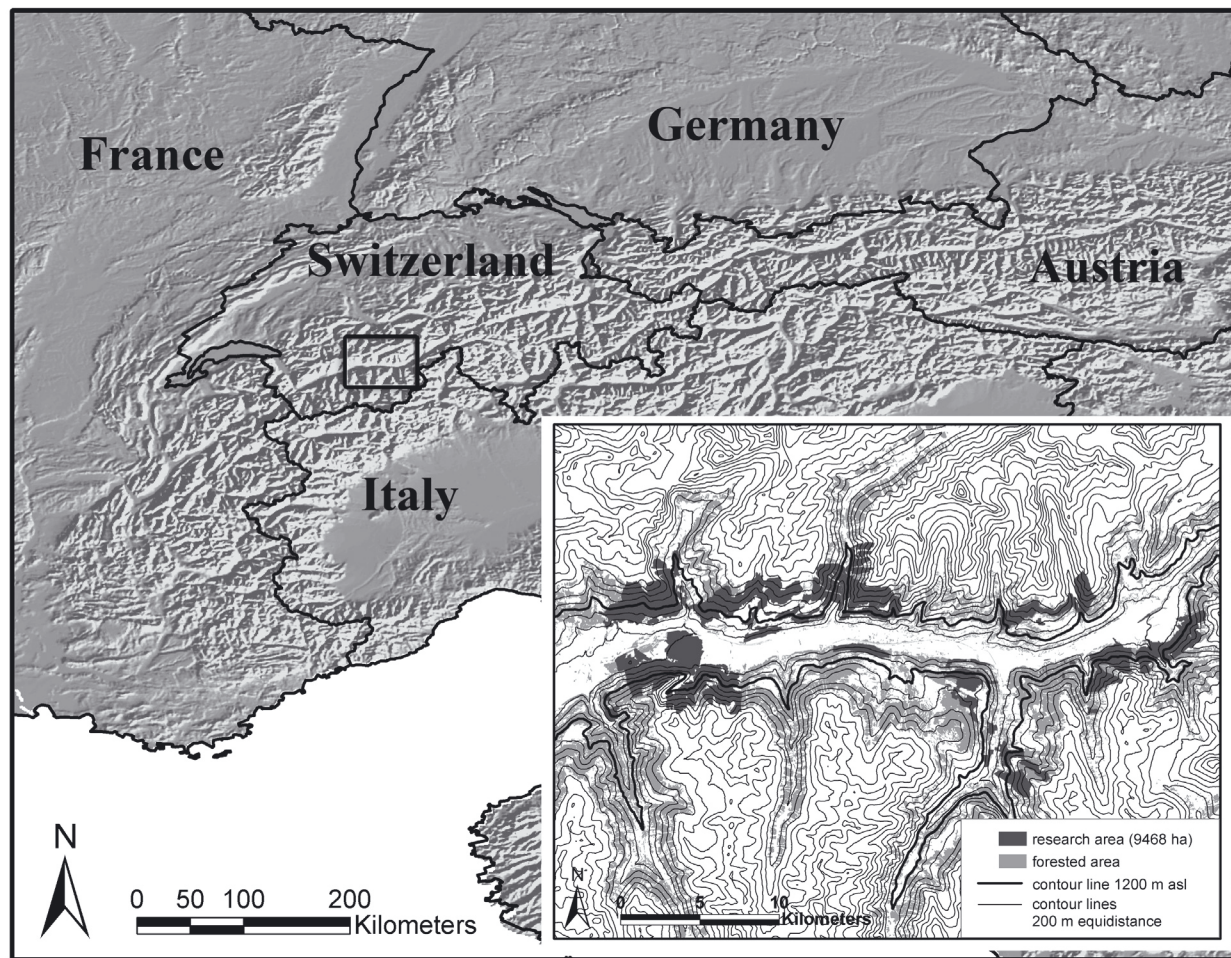 France
Germany
Switzerland
Austria
Italy
N
0 50 100 200
Kilometers
N
0 5 10
Kilometers
research area (9468 ha)
forested area
contour line 1200 m asl
contour lines
200 m equidistance